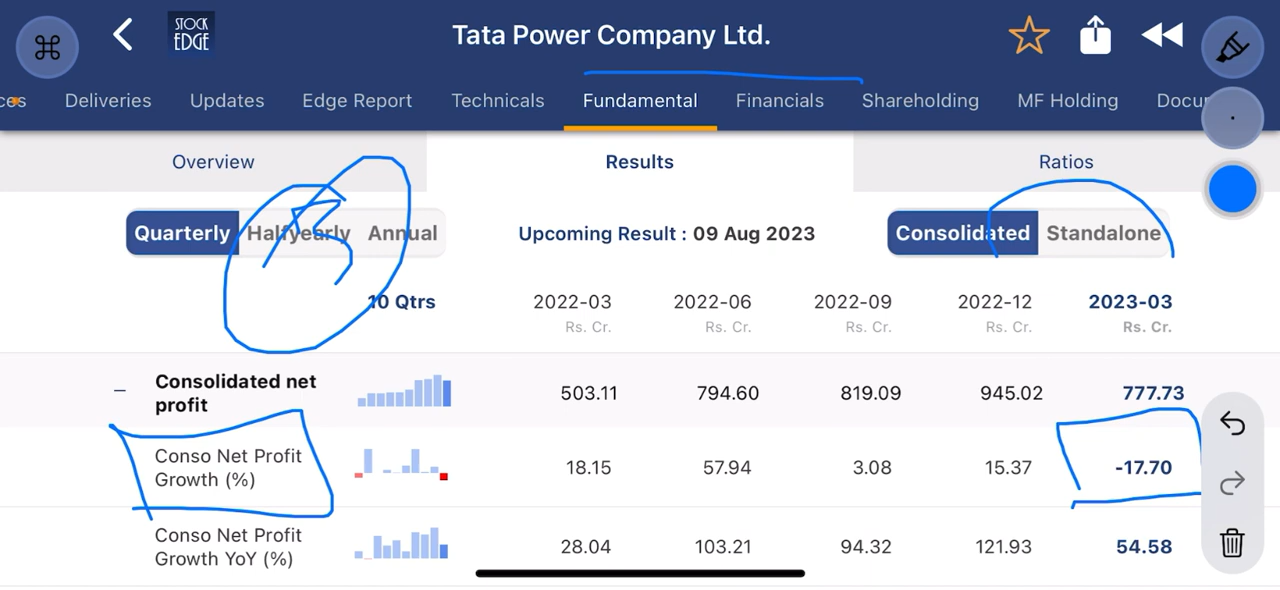 STOCK
EDGE
Tata Power Company Ltd.
Deliveries Updates Edge Report Technicals Fundamental Financials Shareholding MF Holding
Overview Results Ratios
Quarterly Halfyearly Annual Upcoming Result : 09 Aug 2023 Consolidated Standalone
10 Qtrs 2022-03 2022-06 2022-09 2022-12 2023-03
Rs. Cr. Rs. Cr. Rs. Cr. Rs. Cr. Rs. Cr.
Consolidated net
profit 503.11 794.60 819.09 945.02 777.73
Conso Net Profit
Growth (%) 18.15 57.94 3.08 15.37 -17.70
Conso Net Profit
Growth YoY (%) 28.04 103.21 94.32 121.93 54.58